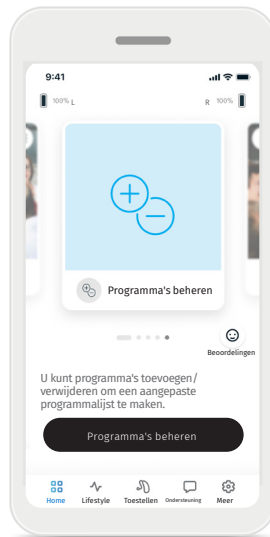 9:41
100% L
R 100%
Programma's beheren
Beoordelingen
U kunt programma's toevoegen/
verwijderen om een aangepaste
programmalijst te maken.
Programma's beheren
Home Lifestyle Toestellen Ondersteuning Meer